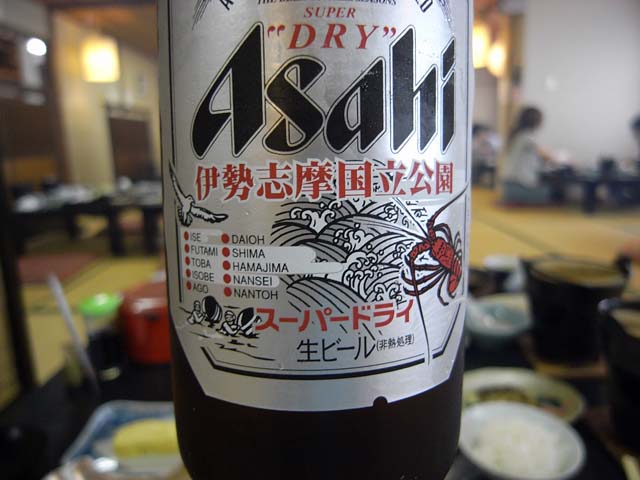 SUPER
"DRY"
Asahi
伊勢志摩国立公園
ISE
FUTAMI
TOBA
ISOBE
AGO
DAIOH
SHIMA
HAMAJIMA
NANSEI
NANTOH
スーパードライ
生ビール(非熱処理)